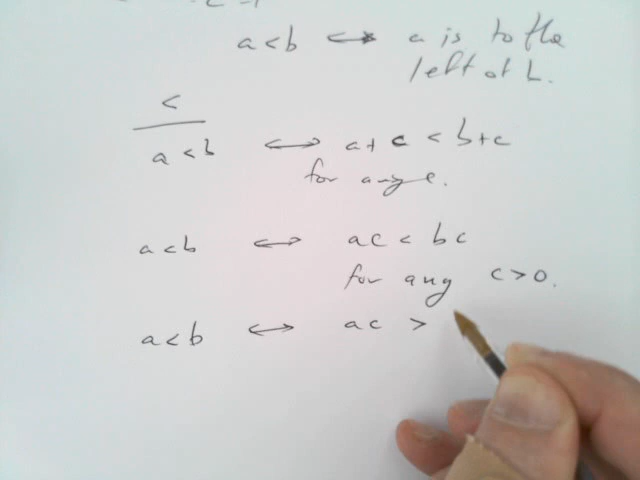 a<b ⟷ a is to the
left of b.
<
a<b ⟷ a+c < b+c
for any c.
a<b ⟷ ac < bc
for any c>0.
a<b ⟷ ac >